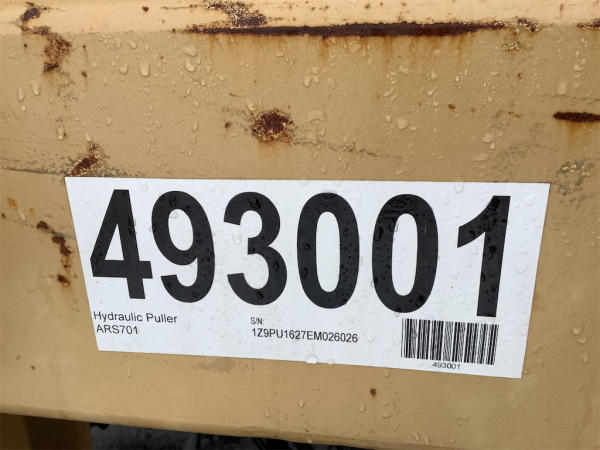 493001
Hydraulic Puller
ARS701
S/N:
1Z9PU1627EM026026
493001